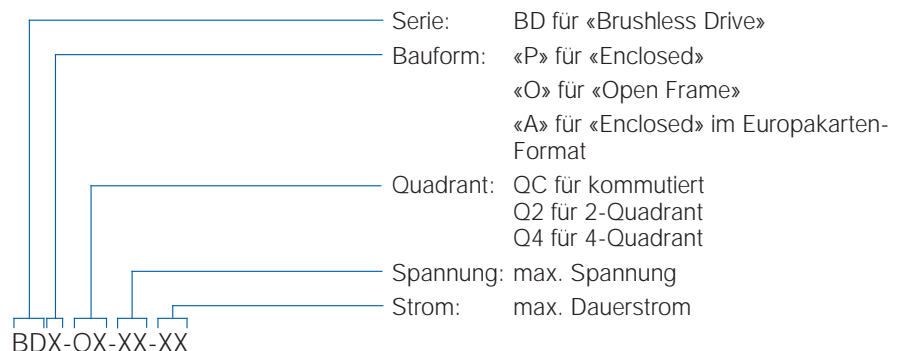 Serie: BD für «Brushless Drive»
Bauform: «P» für «Enclosed»
«O» für «Open Frame»
«A» für «Enclosed» im Europakarten-
Format
Quadrant: QC für kommutiert
Q2 für 2-Quadrant
Q4 für 4-Quadrant
Spannung: max. Spannung
Strom: max. Dauerstrom
BDX-QX-XX-XX